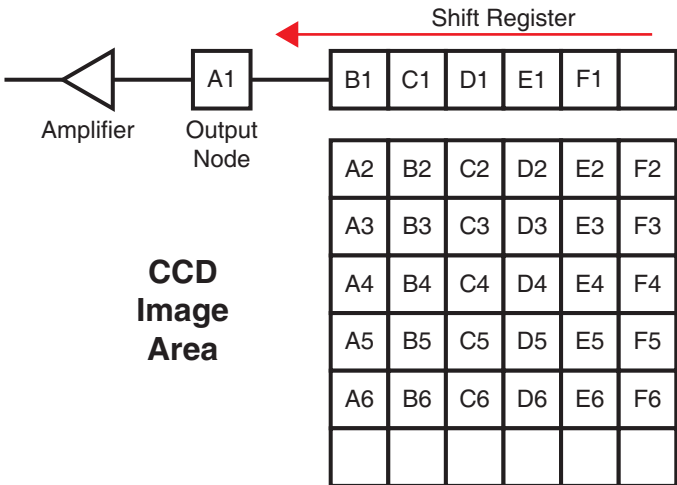 Shift Register
A1 B1 C1 D1 E1 F1
Amplifier
Output
Node
A2 B2 C2 D2 E2 F2
A3 B3 C3 D3 E3 F3
A4 B4 C4 D4 E4 F4
A5 B5 C5 D5 E5 F5
A6 B6 C6 D6 E6 F6
CCD
Image
Area